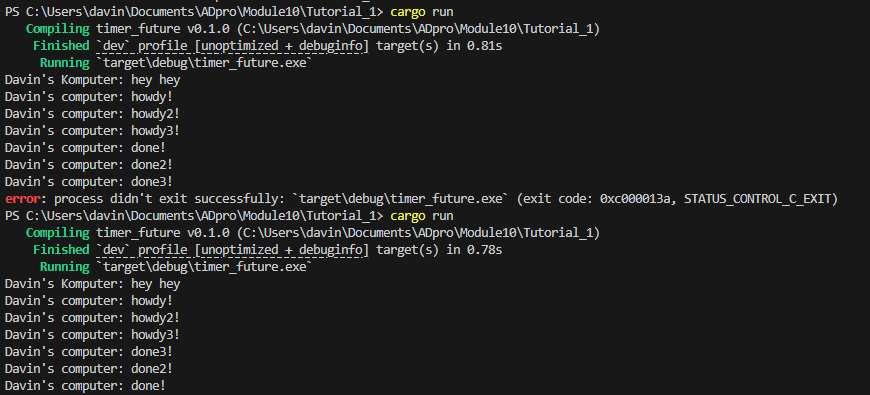 PS C:\Users\davin\Documents\ADpro\Module10\Tutorial_1> cargo run
   Compiling timer_future v0.1.0 (C:\Users\davin\Documents\ADpro\Module10\Tutorial_1)
    Finished `dev` profile [unoptimized + debuginfo] target(s) in 0.81s
     Running `target\debug\timer_future.exe`
Davin's Komputer: hey hey
Davin's computer: howdy!
Davin's computer: howdy2!
Davin's computer: howdy3!
Davin's computer: done!
Davin's computer: done2!
Davin's computer: done3!
error: process didn't exit successfully: `target\debug\timer_future.exe` (exit code: 0xc000013a, STATUS_CONTROL_C_EXIT)
PS C:\Users\davin\Documents\ADpro\Module10\Tutorial_1> cargo run
   Compiling timer_future v0.1.0 (C:\Users\davin\Documents\ADpro\Module10\Tutorial_1)
    Finished `dev` profile [unoptimized + debuginfo] target(s) in 0.78s
     Running `target\debug\timer_future.exe`
Davin's Komputer: hey hey
Davin's computer: howdy!
Davin's computer: howdy2!
Davin's computer: howdy3!
Davin's computer: done3!
Davin's computer: done2!
Davin's computer: done!